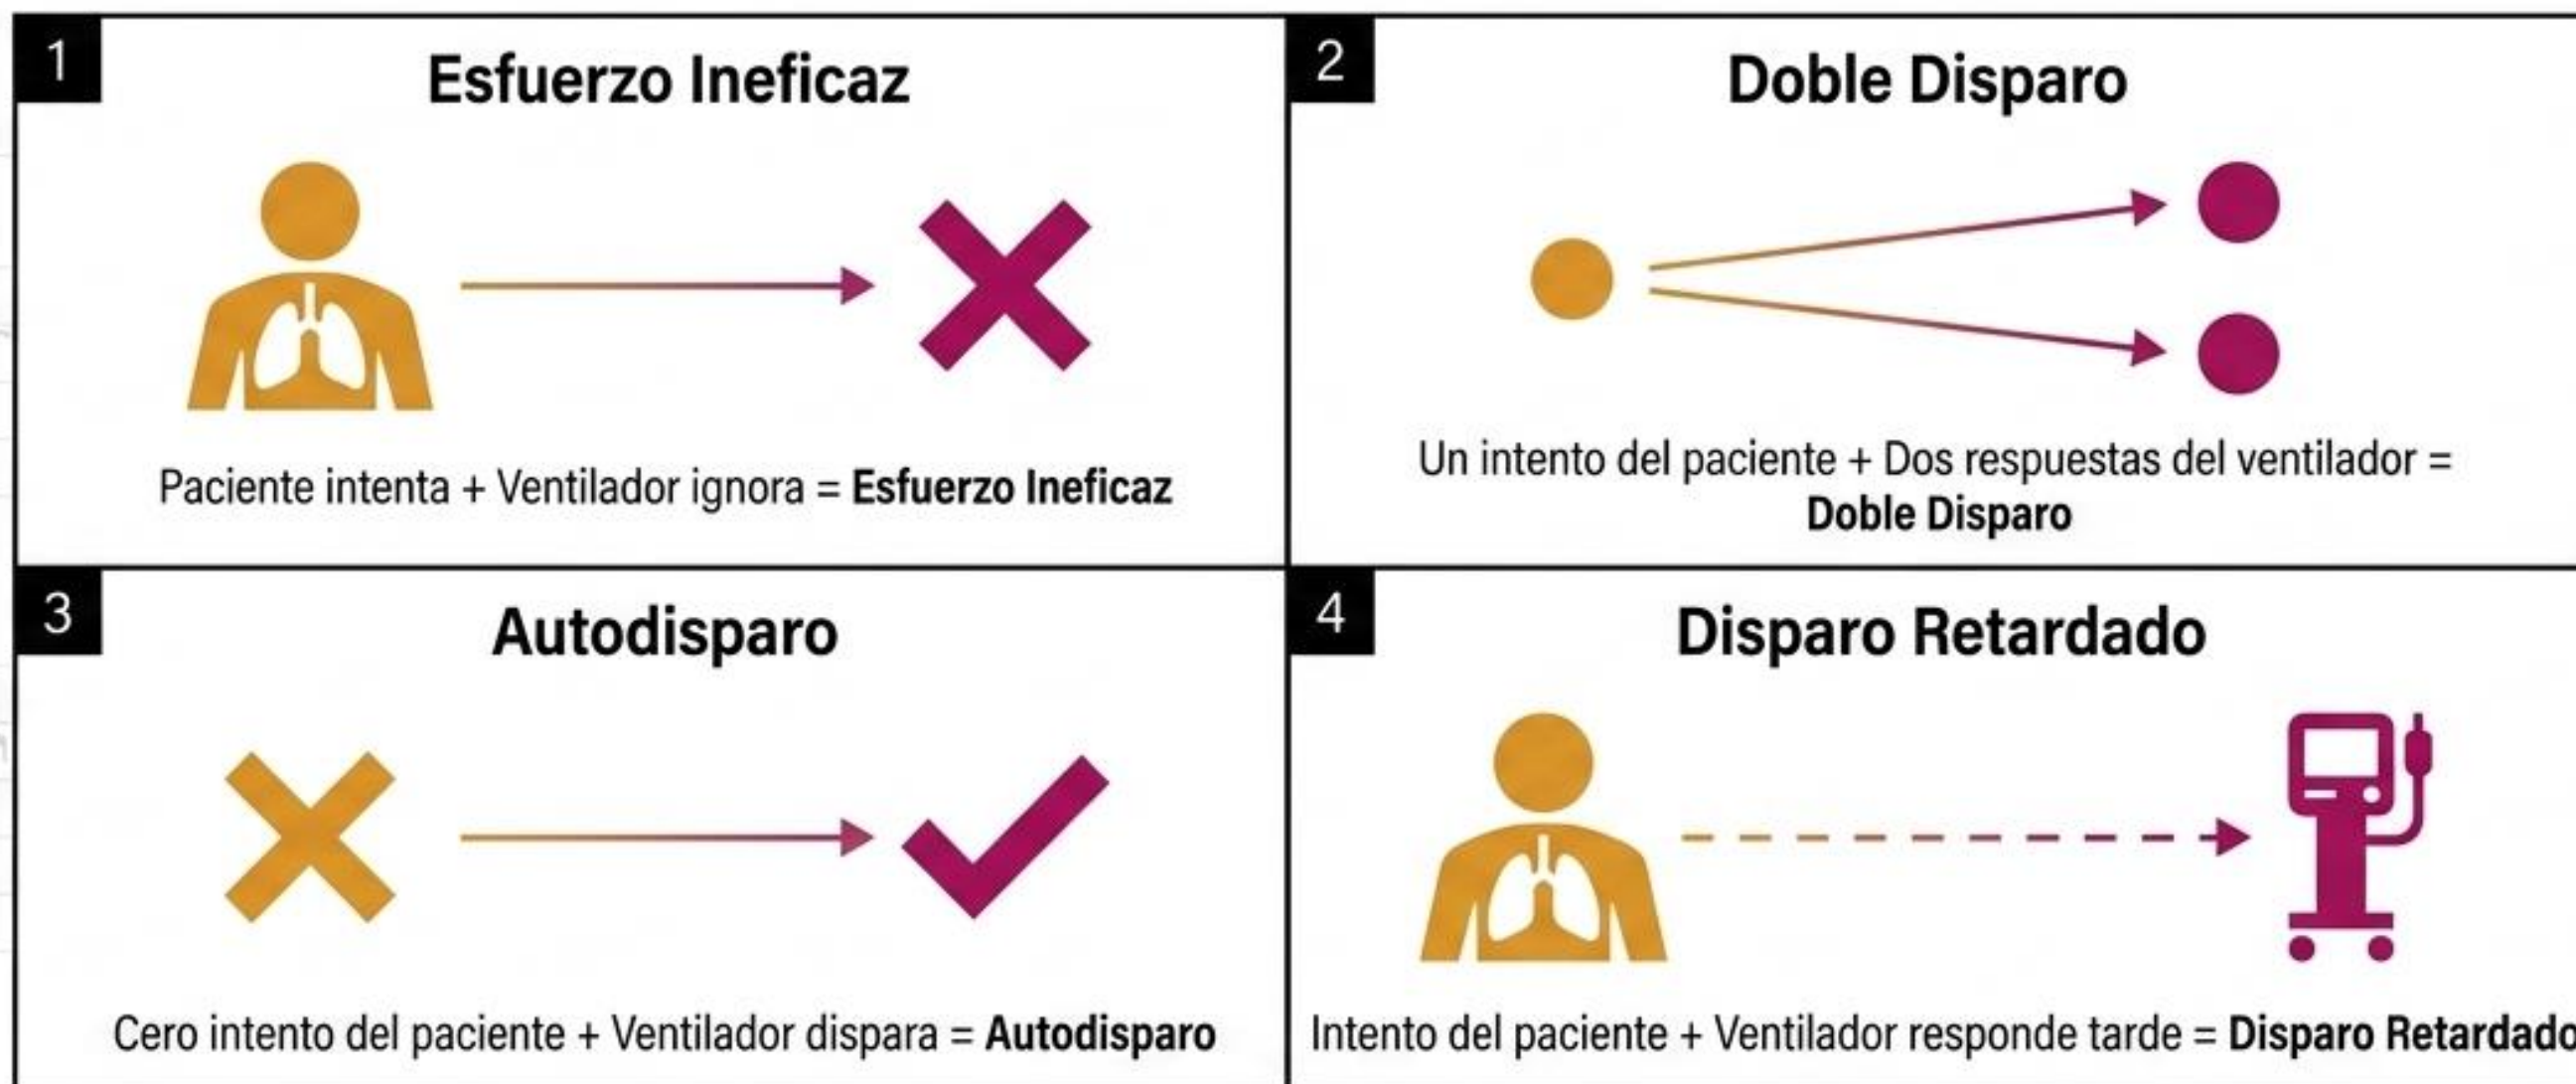 1
Esfuerzo Ineficaz
Paciente intenta + Ventilador ignora = Esfuerzo Ineficaz
2
Doble Disparo
Un intento del paciente + Dos respuestas del ventilador =
Doble Disparo
3
Autodisparo
Cero intento del paciente + Ventilador dispara = Autodisparo
4
Disparo Retardado
Intento del paciente + Ventilador responde tarde = Disparo Retardado